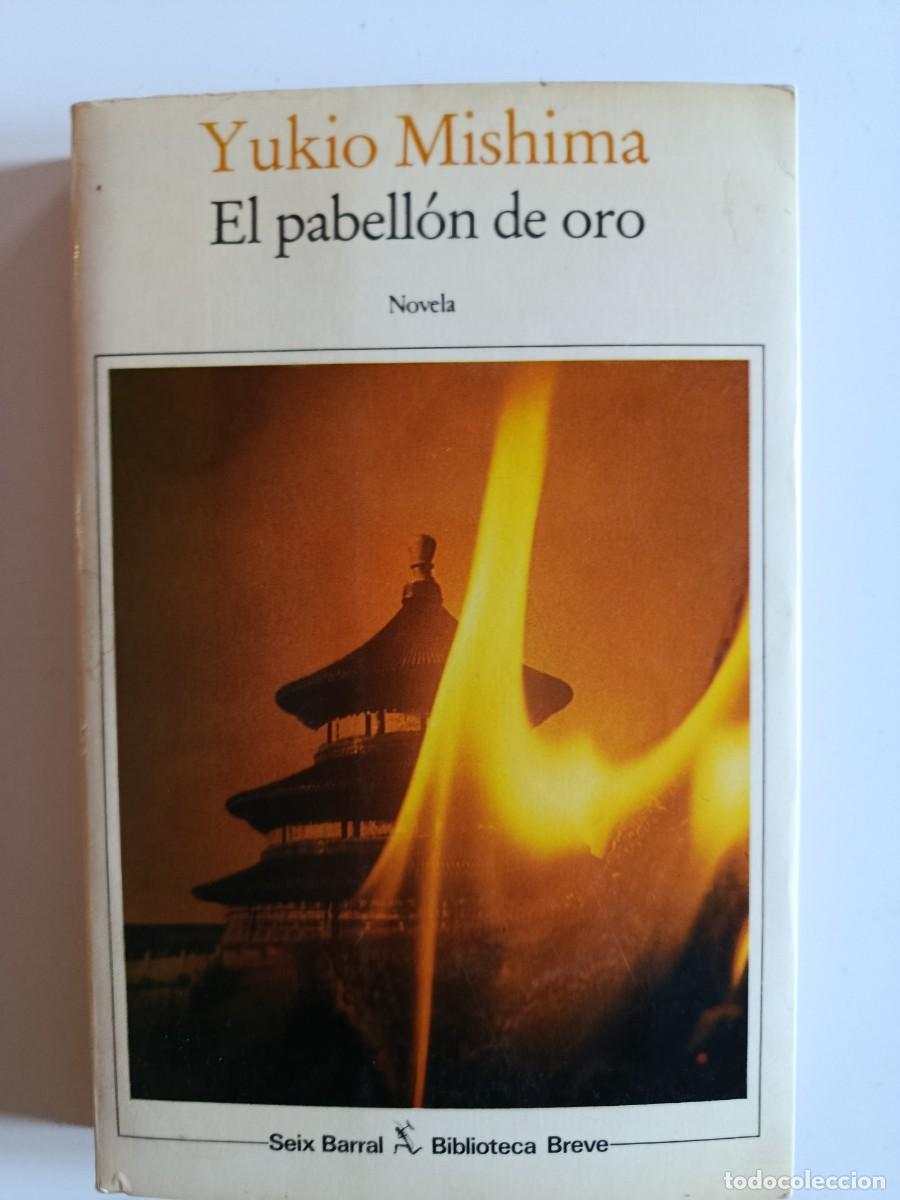 Yukio Mishima
El pabellón de oro
Novela
Seix Barral Biblioteca Breve
todocoleccion